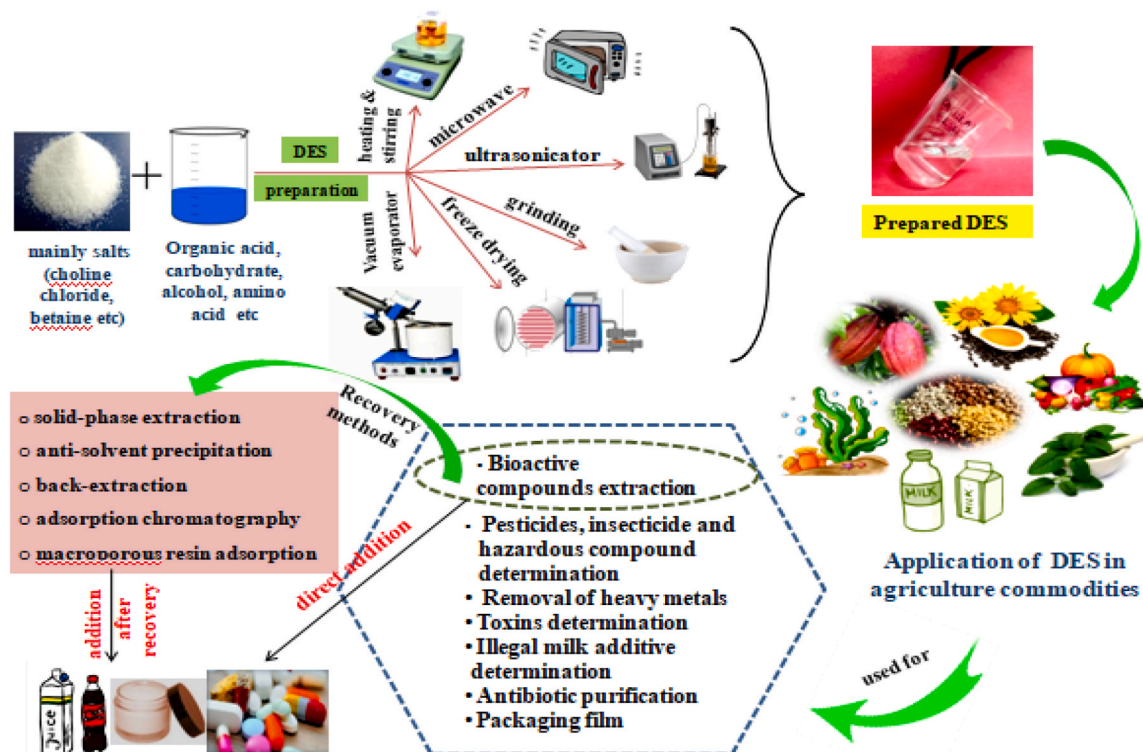 heating &
stirring
microwave
DES
preparation
ultrasonicator
Vacuum
evaporator
grinding
freeze drying
+
mainly salts
(choline
chloride,
betaine etc)
Organic acid,
carbohydrate,
alcohol, amino
acid etc
Prepared DES
MILK
MILK
Application of DES in
agriculture commodities
used for
Recovery
methods
o solid-phase extraction
o anti-solvent precipitation
o back-extraction
o adsorption chromatography
o macroporous resin adsorption
- Bioactive
compounds extraction
• Pesticides, insecticide and
hazardous compound
determination
• Removal of heavy metals
• Toxins determination
• Illegal milk additive
determination
• Antibiotic purification
• Packaging film
direct addition
addition
after
recovery
Juice